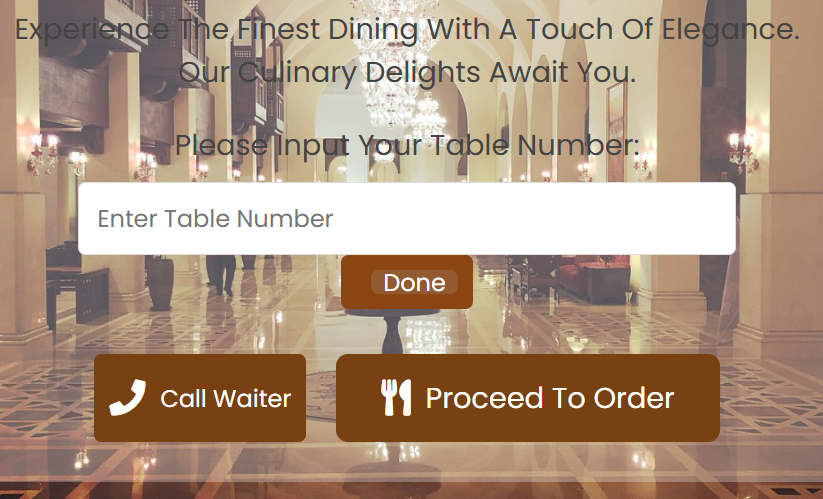 Experience The Finest Dining With A Touch Of Elegance.
Our Culinary Delights Await You.
Please Input Your Table Number:
Enter Table Number
Done
Call Waiter
Proceed To Order